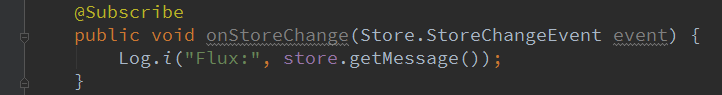 @Subscribe
public void onStoreChange(Store.StoreChangeEvent event) {
    Log.i("Flux:", store.getMessage());
}